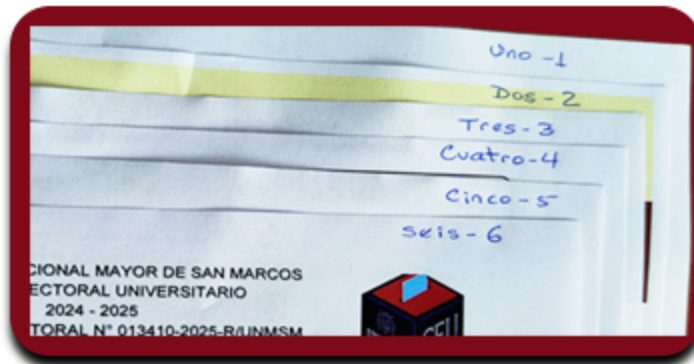 Uno - 1
Dos - 2
Tres - 3
Cuatro - 4
Cinco - 5
Seis - 6
CIONAL MAYOR DE SAN MARCOS
ECTORAL UNIVERSITARIO
2024 - 2025
TORAL N° 013410-2025-R/UNMSM
CEU